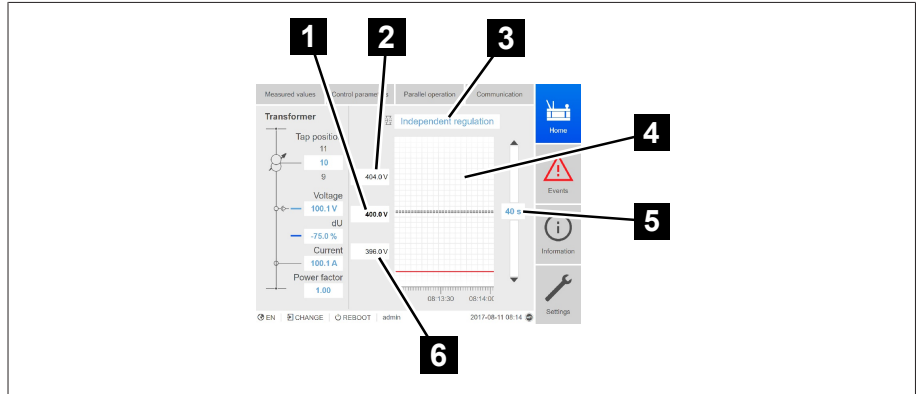 1
2
3
Measured values
Control parameters
Parallel operation
Communication
Transformer
Independent regulation
Home
Tap position
11
10
9
404.0 V
4
Events
Voltage
100.1 V
400.0 V
40 s
5
dU
-75.0 %
Current
396.0 V
Information
100.1 A
Power factor
1.00
08:13:30
08:14:00
Settings
EN
CHANGE
REBOOT
admin
2017-08-11 08:14
6